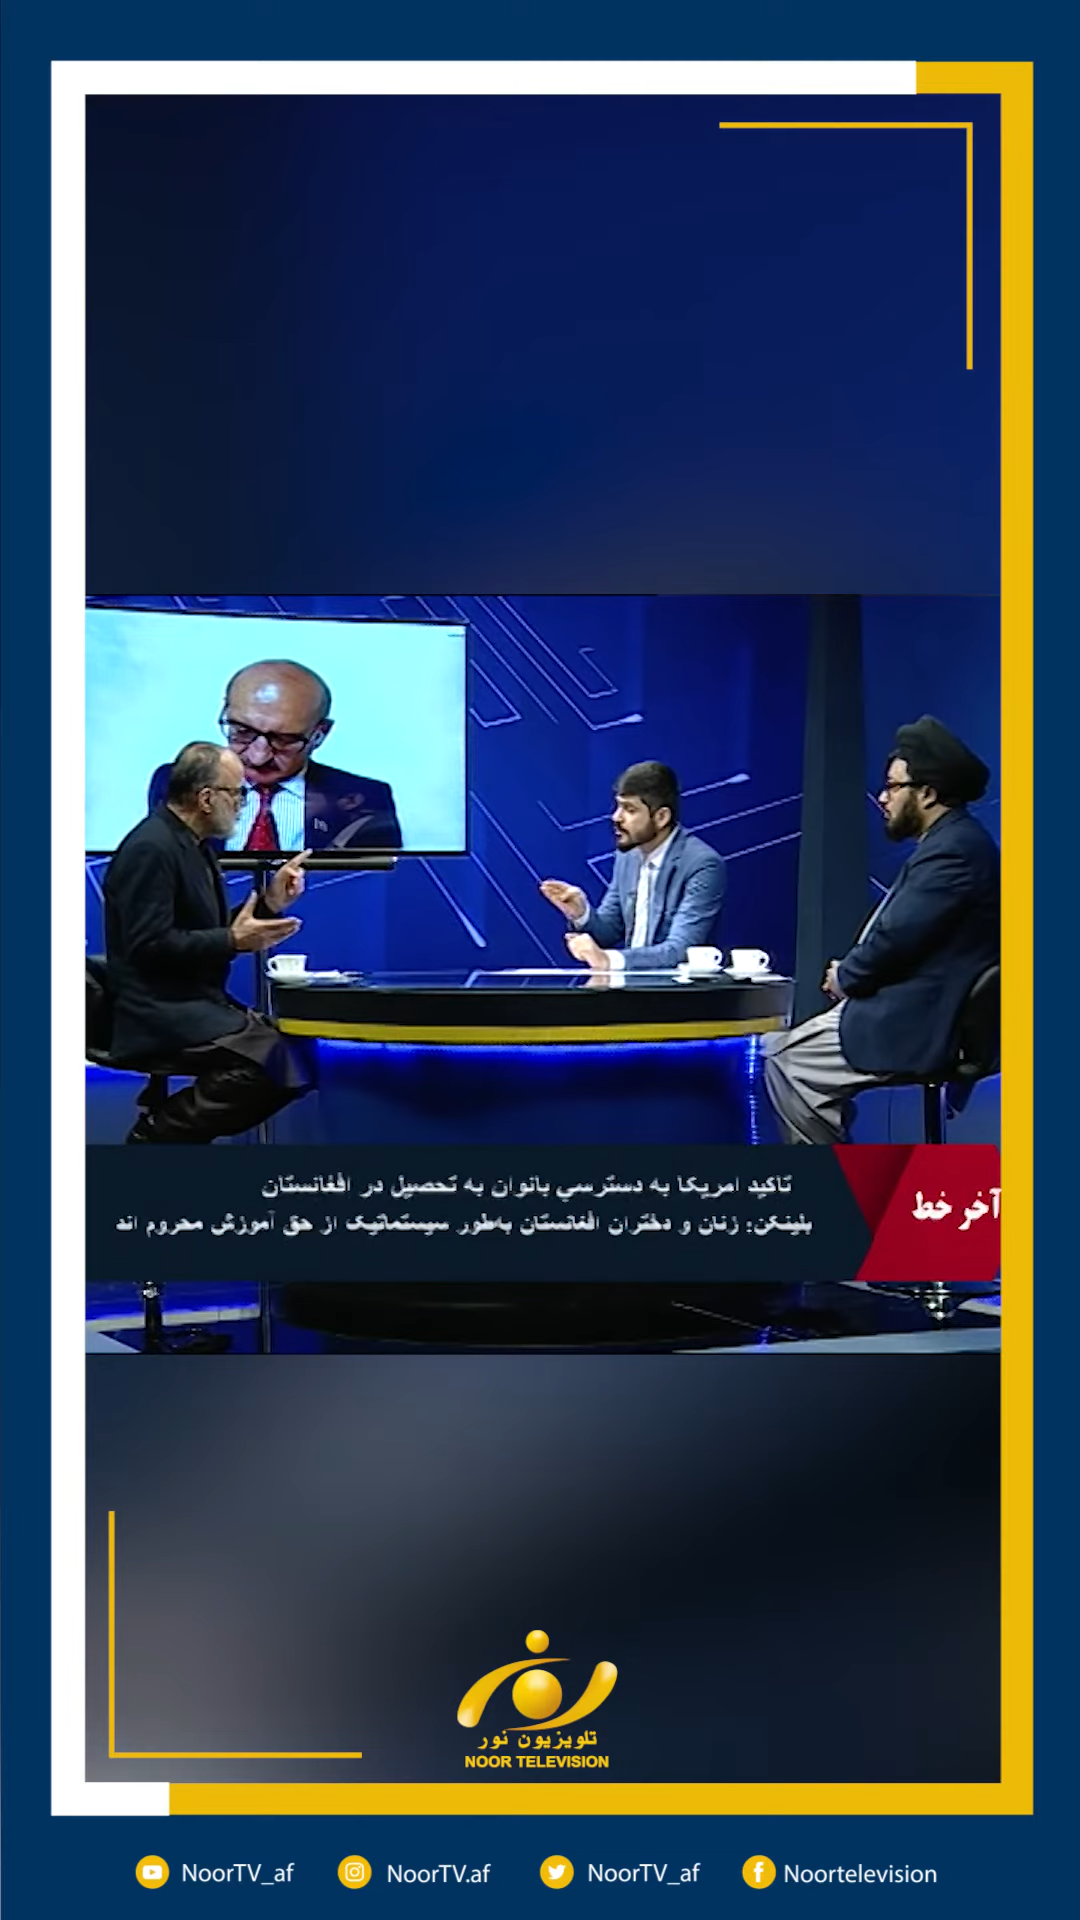 تاکید امریکا به دسترسي بانوان به تحصیل در افغانستان
بلینکن: زنان و دختران افغانستان به‌طور سیستماتیک از حق آموزش محروم اند
آخر خط
تلویزیون نور
NOOR TELEVISION
NoorTV_af
NoorTV.af
NoorTV_af
Noortelevision